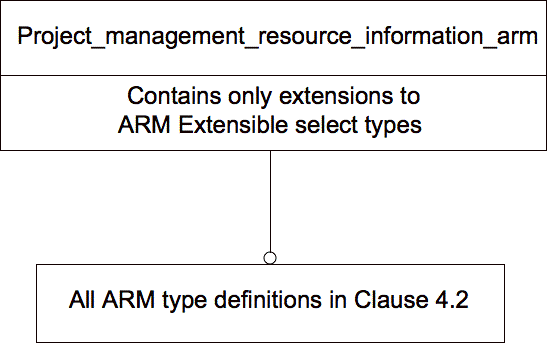 Project_management_resource_information_arm
Contains only extensions to
ARM Extensible select types
All ARM type definitions in Clause 4.2